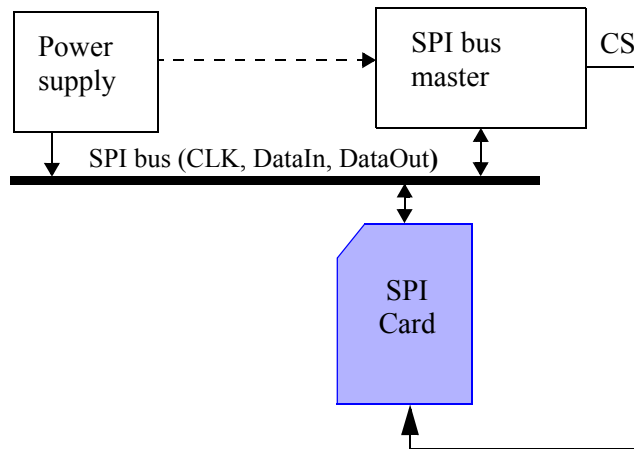 Power
supply
SPI bus
master
CS
SPI bus (CLK, DataIn, DataOut)
SPI
Card